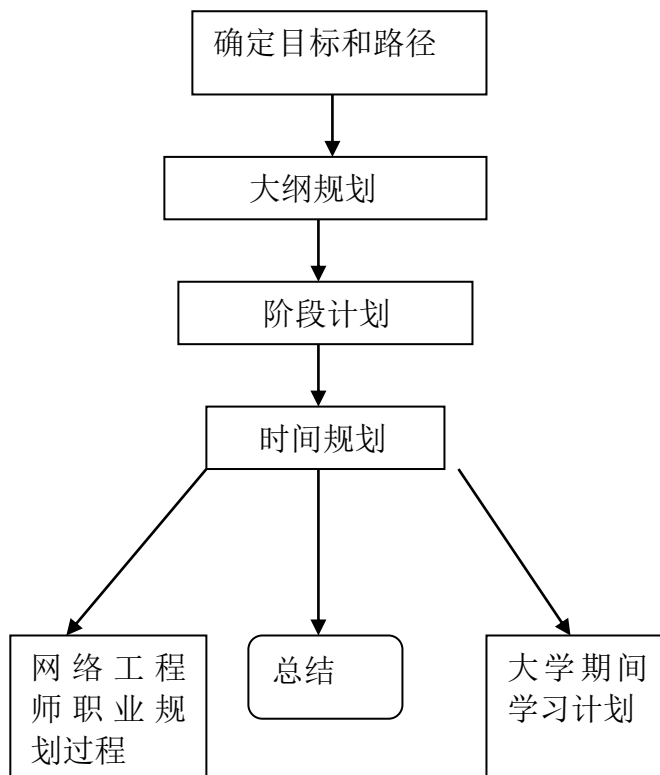 确定目标和路径
大纲规划
阶段计划
时间规划
网络工程
师职业规
划过程
总结
大学期间
学习计划